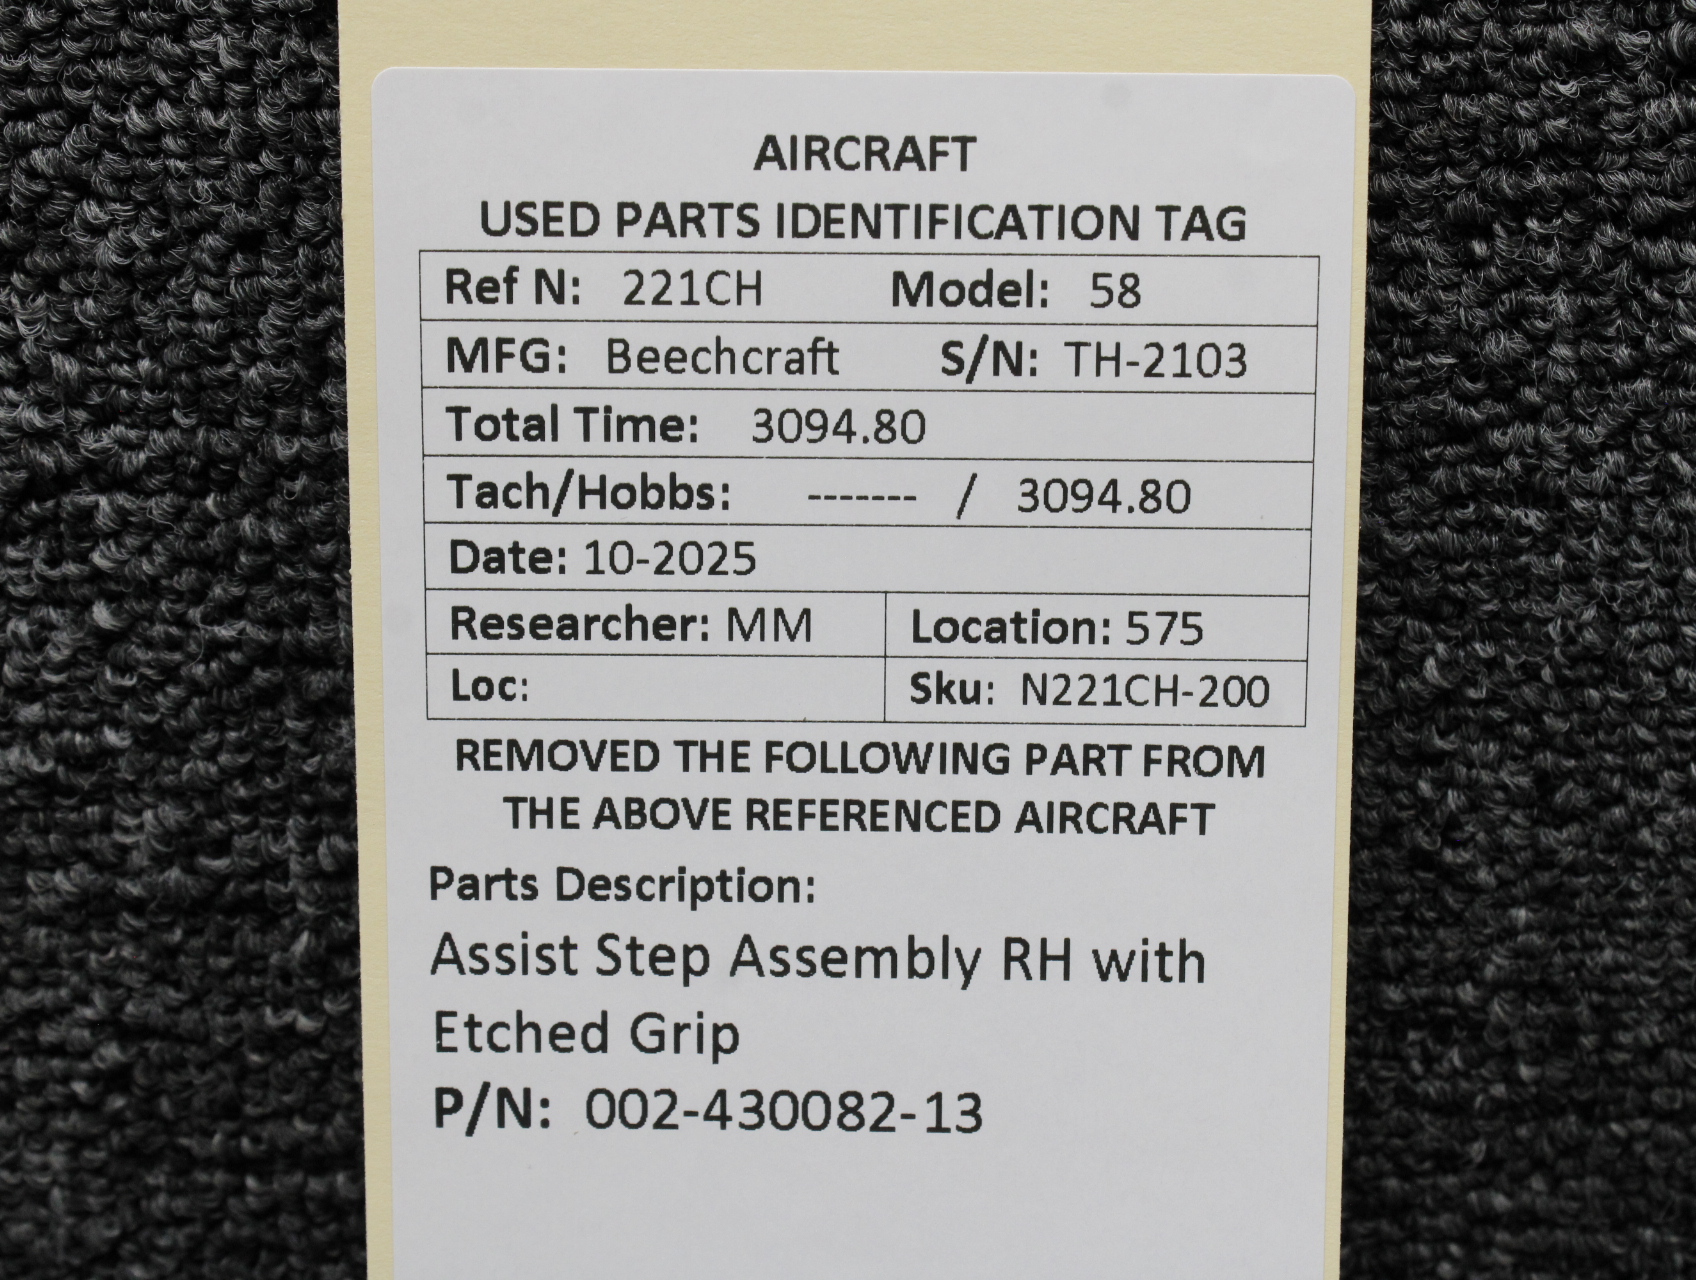 AIRCRAFT
USED PARTS IDENTIFICATION TAG
Ref N: 221CH Model: 58
MFG: Beechcraft S/N: TH-2103
Total Time: 3094.80
Tach/Hobbs: ------- / 3094.80
Date: 10-2025
Researcher: MM Location: 575
Loc: Sku: N221CH-200
REMOVED THE FOLLOWING PART FROM
THE ABOVE REFERENCED AIRCRAFT
Parts Description:
Assist Step Assembly RH with
Etched Grip
P/N: 002-430082-13